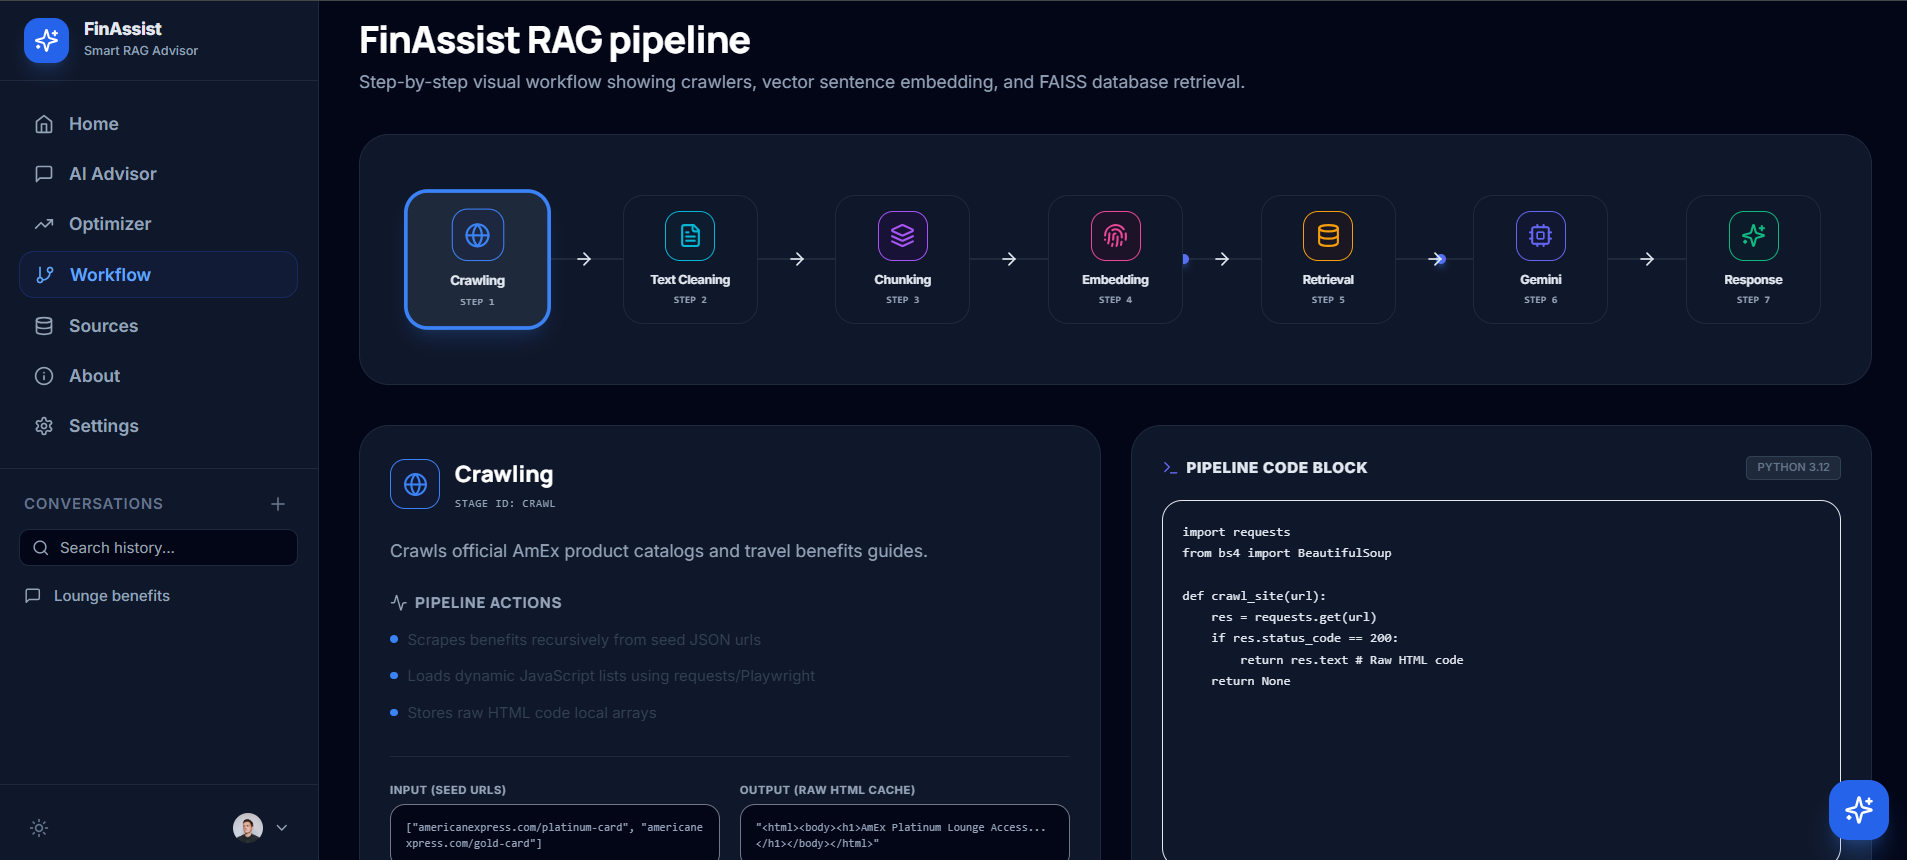 FinAssist
Smart RAG Advisor
Home
AI Advisor
Optimizer
Workflow
Sources
About
Settings
CONVERSATIONS
Search history...
Lounge benefits
FinAssist RAG pipeline
Step-by-step visual workflow showing crawlers, vector sentence embedding, and FAISS database retrieval.
Crawling
STEP 1
Text Cleaning
STEP 2
Chunking
STEP 3
Embedding
STEP 4
Retrieval
STEP 5
Gemini
STEP 6
Response
STEP 7
Crawling
STAGE ID: CRAWL
Crawls official AmEx product catalogs and travel benefits guides.
PIPELINE ACTIONS
Scrapes benefits recursively from seed JSON urls
Loads dynamic JavaScript lists using requests/Playwright
Stores raw HTML code local arrays
INPUT (SEED URLS)
["americanexpress.com/platinum-card", "americane
xpress.com/gold-card"]
OUTPUT (RAW HTML CACHE)
"<html><body><h1>AmEx Platinum Lounge Access...
</h1></body></html>"
PIPELINE CODE BLOCK
PYTHON 3.12
import requests
from bs4 import BeautifulSoup
def crawl_site(url):
    res = requests.get(url)
    if res.status_code == 200:
        return res.text # Raw HTML code
    return None